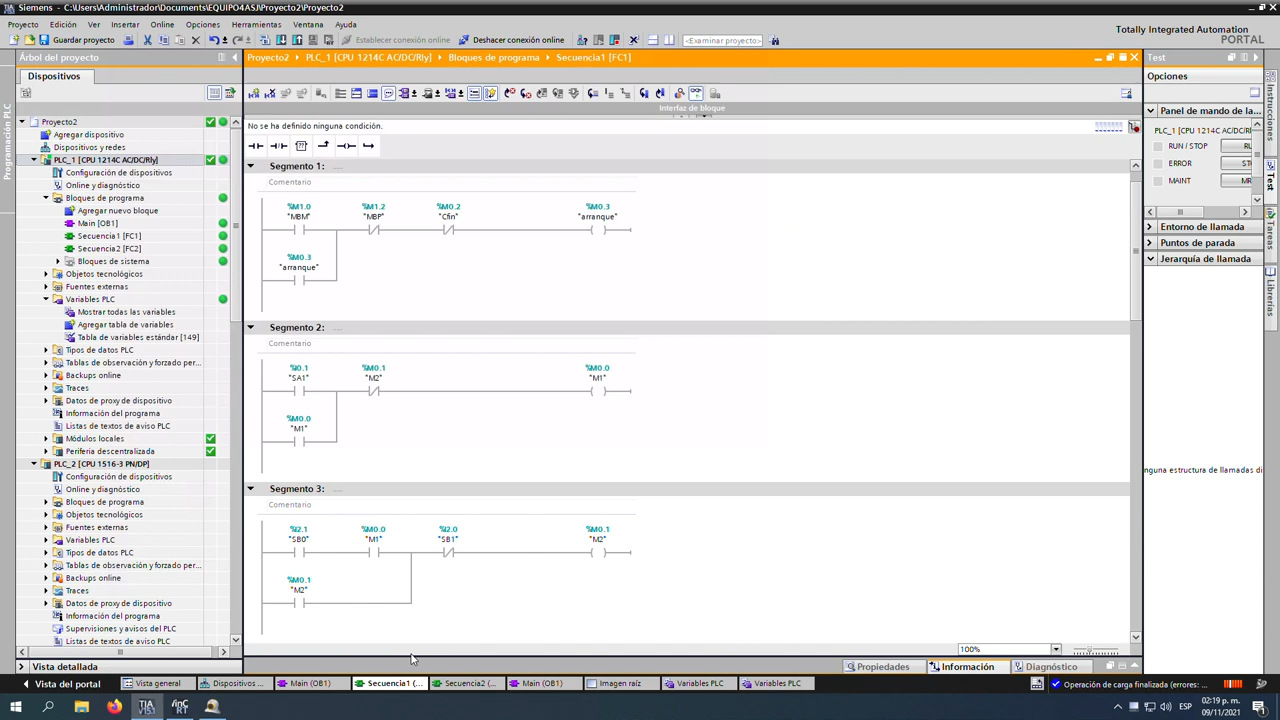 Siemens - C:\Users\Administrador\Documents\EQUIPO4ASJ\Proyecto2\Proyecto2
Proyecto Edición Ver Insertar Online Opciones Herramientas Ventana Ayuda
Guardar proyecto Establecer conexión online Deshacer conexión online <Examinar proyecto>
Totally Integrated Automation
PORTAL
Árbol del proyecto
Proyecto2 PLC_1 [CPU 1214C AC/DC/Rly] Bloques de programa Secuencia1 [FC1]
Test
Dispositivos
Opciones
Programación PLC
Proyecto2
Agregar dispositivo
Dispositivos y redes
PLC_1 [CPU 1214C AC/DC/Rly]
Configuración de dispositivos
Online y diagnóstico
Bloques de programa
Agregar nuevo bloque
Main [OB1]
Secuencia1 [FC1]
Secuencia2 [FC2]
Bloques de sistema
Objetos tecnológicos
Fuentes externas
Variables PLC
Mostrar todas las variables
Agregar tabla de variables
Tabla de variables estándar [149]
Tipos de datos PLC
Tablas de observación y forzado per...
Backups online
Traces
Datos de proxy de dispositivo
Información del programa
Listas de textos de aviso PLC
Módulos locales
Periferia descentralizada
PLC_2 [CPU 1516-3 PN/DP]
Configuración de dispositivos
Online y diagnóstico
Bloques de programa
Objetos tecnológicos
Fuentes externas
Variables PLC
Tipos de datos PLC
Tablas de observación y forzado per...
Backups online
Traces
Datos de proxy de dispositivo
Información del programa
Supervisiones y avisos del PLC
Listas de textos de aviso PLC
Vista detallada
Interfaz de bloque
No se ha definido ninguna condición.
Segmento 1: ....
Comentario
%M1.0 %M1.2 %M0.2 %M0.3
"MBM" "MBP" "Cfin" "arranque"
%M0.3
"arranque"
Segmento 2: ....
Comentario
%I0.1 %M0.1 %M0.0
"SA1" "M2" "M1"
%M0.0
"M1"
Segmento 3: ....
Comentario
%I2.1 %M0.0 %I2.0 %M0.1
"SB0" "M1" "SB1" "M2"
%M0.1
"M2"
100%
Panel de mando de la...
PLC_1 [CPU 1214C AC/DC/Rl
RUN / STOP RU
ERROR ST
MAINT MR
Entorno de llamada
Puntos de parada
Jerarquía de llamada
nguna estructura de llamadas di
Instrucciones
Test
Tareas
Librerías
Propiedades Información Diagnóstico
Vista del portal Vista general Dispositivos ... Main (OB1) Secuencia1 (... Secuencia2 (... Main (OB1) Imagen raíz Variables PLC Variables PLC Operación de carga finalizada (errores: ...
ESP
02:19 p. m.
09/11/2021